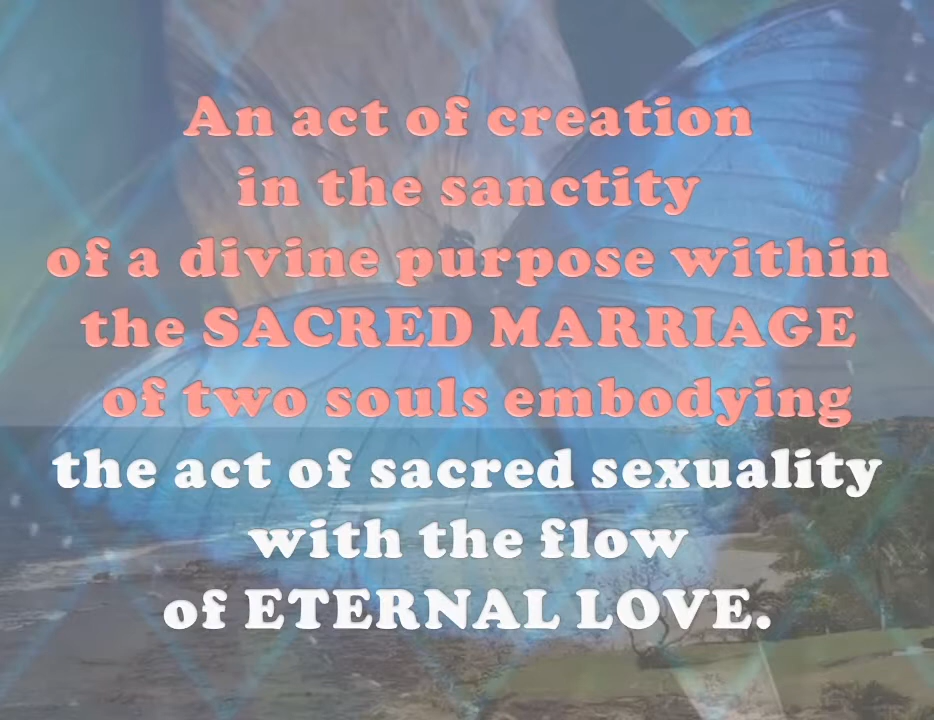 An act of creation
in the sanctity
of a divine purpose within
the SACRED MARRIAGE
of two souls embodying
the act of sacred sexuality
with the flow
of ETERNAL LOVE.